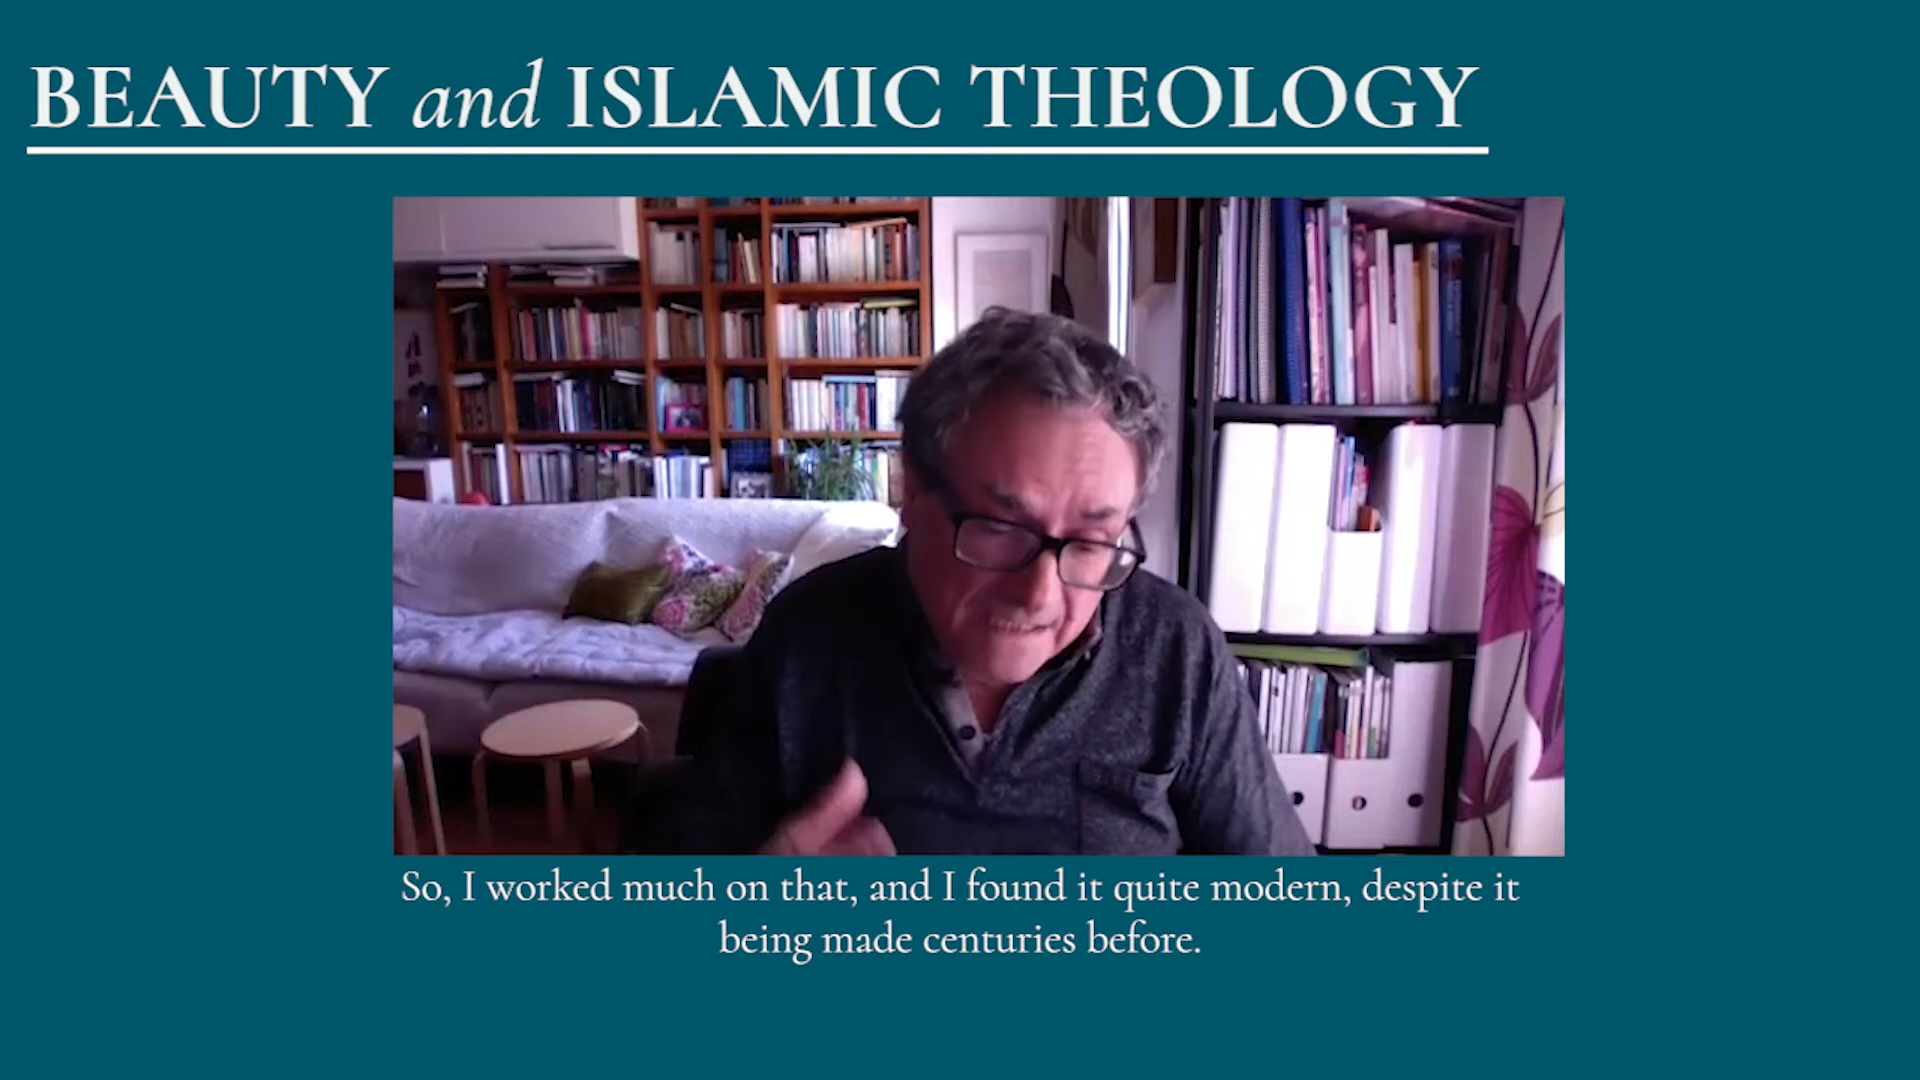 BEAUTY and ISLAMIC THEOLOGY
So, I worked much on that, and I found it quite modern, despite it
being made centuries before.